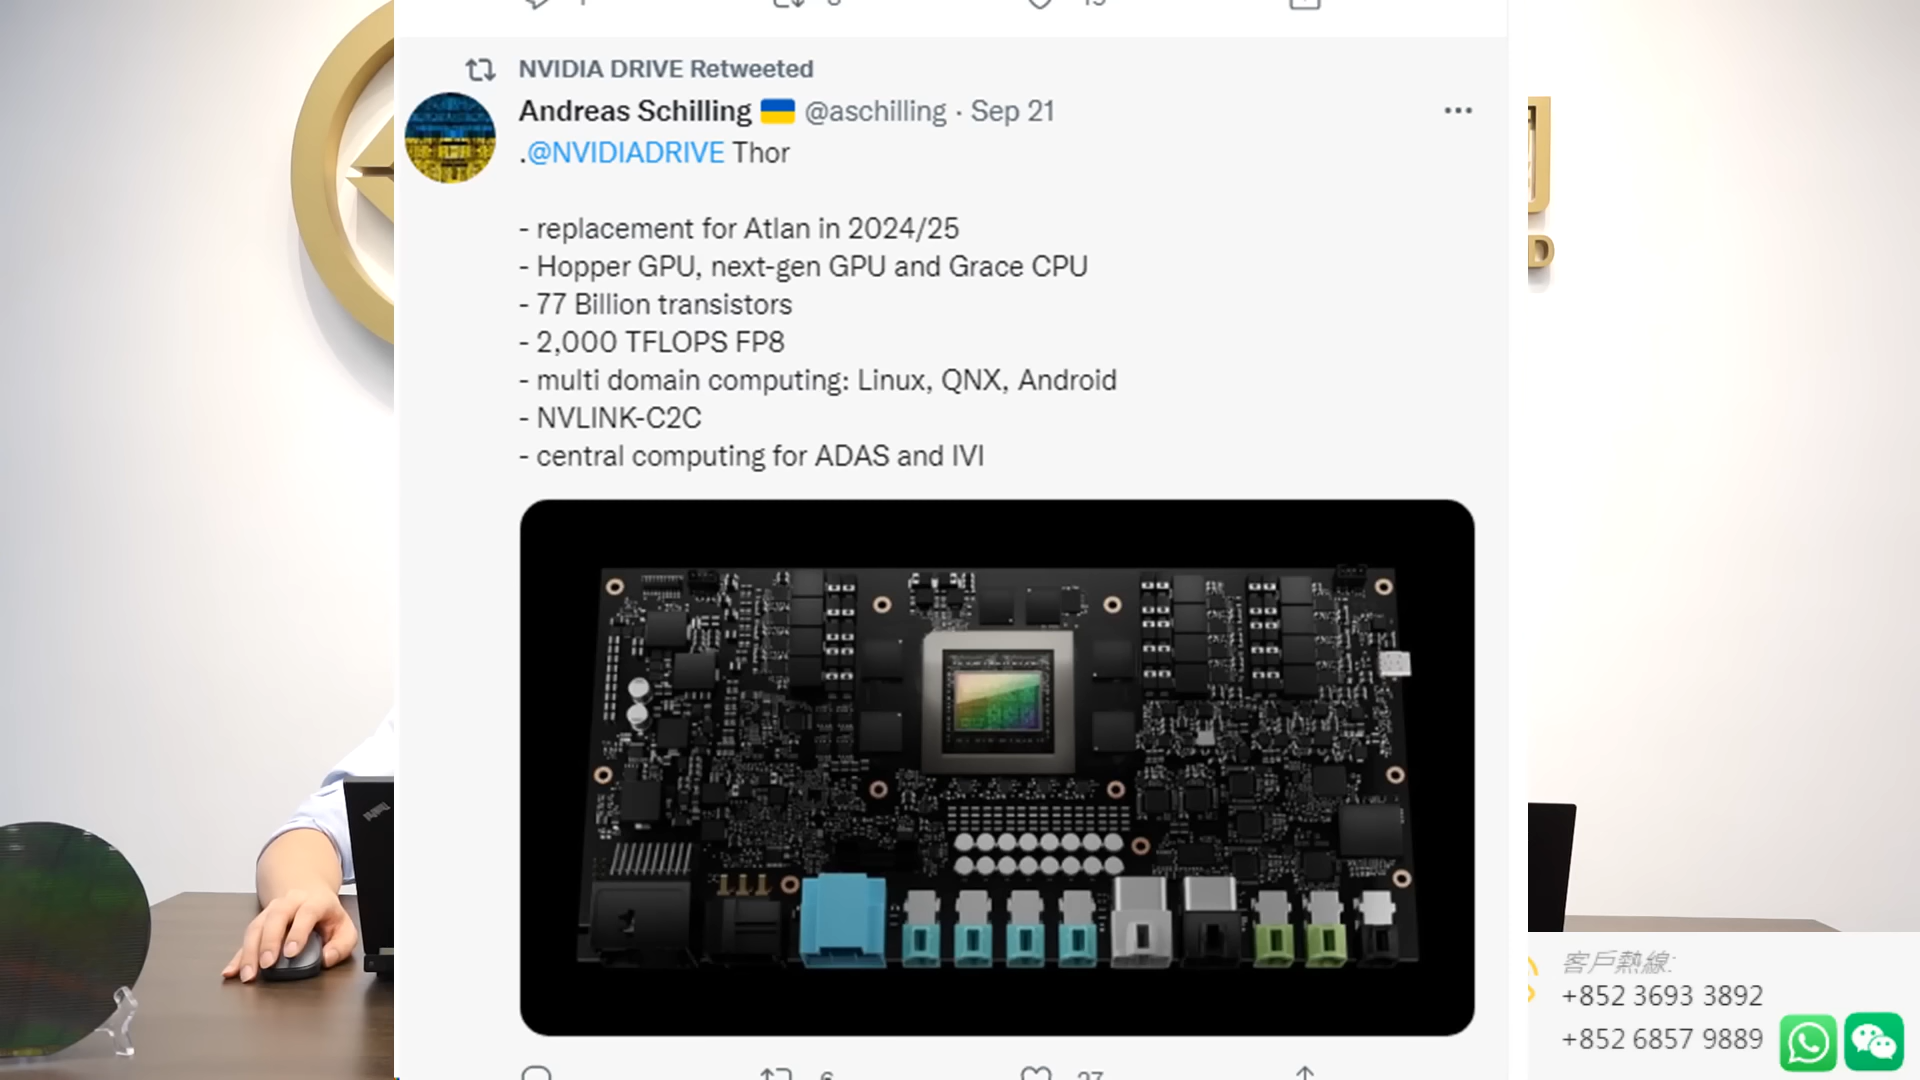 NVIDIA DRIVE Retweeted
Andreas Schilling @aschilling · Sep 21
.@NVIDIADRIVE Thor
- replacement for Atlan in 2024/25
- Hopper GPU, next-gen GPU and Grace CPU
- 77 Billion transistors
- 2,000 TFLOPS FP8
- multi domain computing: Linux, QNX, Android
- NVLINK-C2C
- central computing for ADAS and IVI
D
ThinkPad
客戶熱線:
+852 3693 3892
+852 6857 9889